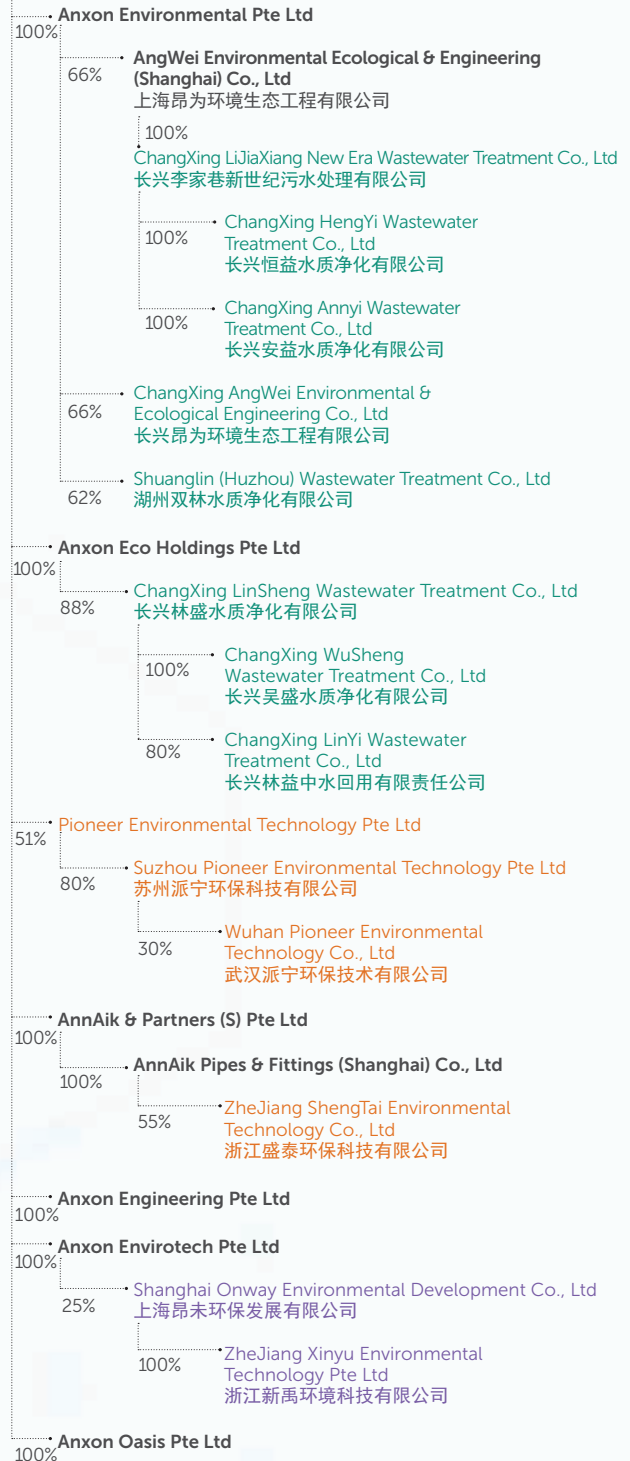 Anxon Environmental Pte Ltd
100%
AngWei Environmental Ecological & Engineering
66%
(Shanghai) Co., Ltd
上海昂为环境生态工程有限公司
100%
ChangXing LiJiaXiang New Era Wastewater Treatment Co., Ltd
长兴李家巷新世纪污水处理有限公司
ChangXing HengYi Wastewater
100%
Treatment Co., Ltd
长兴恒益水质净化有限公司
ChangXing Annyi Wastewater
100%
Treatment Co., Ltd
长兴安益水质净化有限公司
ChangXing AngWei Environmental &
66%
Ecological Engineering Co., Ltd
长兴昂为环境生态工程有限公司
Shuanglin (Huzhou) Wastewater Treatment Co., Ltd
62%
湖州双林水质净化有限公司
Anxon Eco Holdings Pte Ltd
100%
ChangXing LinSheng Wastewater Treatment Co., Ltd
88%
长兴林盛水质净化有限公司
ChangXing WuSheng
100%
Wastewater Treatment Co., Ltd
长兴吴盛水质净化有限公司
ChangXing LinYi Wastewater
80%
Treatment Co., Ltd
长兴林益中水回用有限责任公司
Pioneer Environmental Technology Pte Ltd
51%
Suzhou Pioneer Environmental Technology Pte Ltd
80%
苏州派宁环保科技有限公司
Wuhan Pioneer Environmental
30%
Technology Co., Ltd
武汉派宁环保技术有限公司
AnnAik & Partners (S) Pte Ltd
100%
AnnAik Pipes & Fittings (Shanghai) Co., Ltd
100%
ZheJiang ShengTai Environmental
55%
Technology Co., Ltd
浙江盛泰环保科技有限公司
Anxon Engineering Pte Ltd
100%
Anxon Envirotech Pte Ltd
100%
Shanghai Onway Environmental Development Co., Ltd
25%
上海昂未环保发展有限公司
ZheJiang Xinyu Environmental
100%
Technology Pte Ltd
浙江新禹环境科技有限公司
Anxon Oasis Pte Ltd
100%